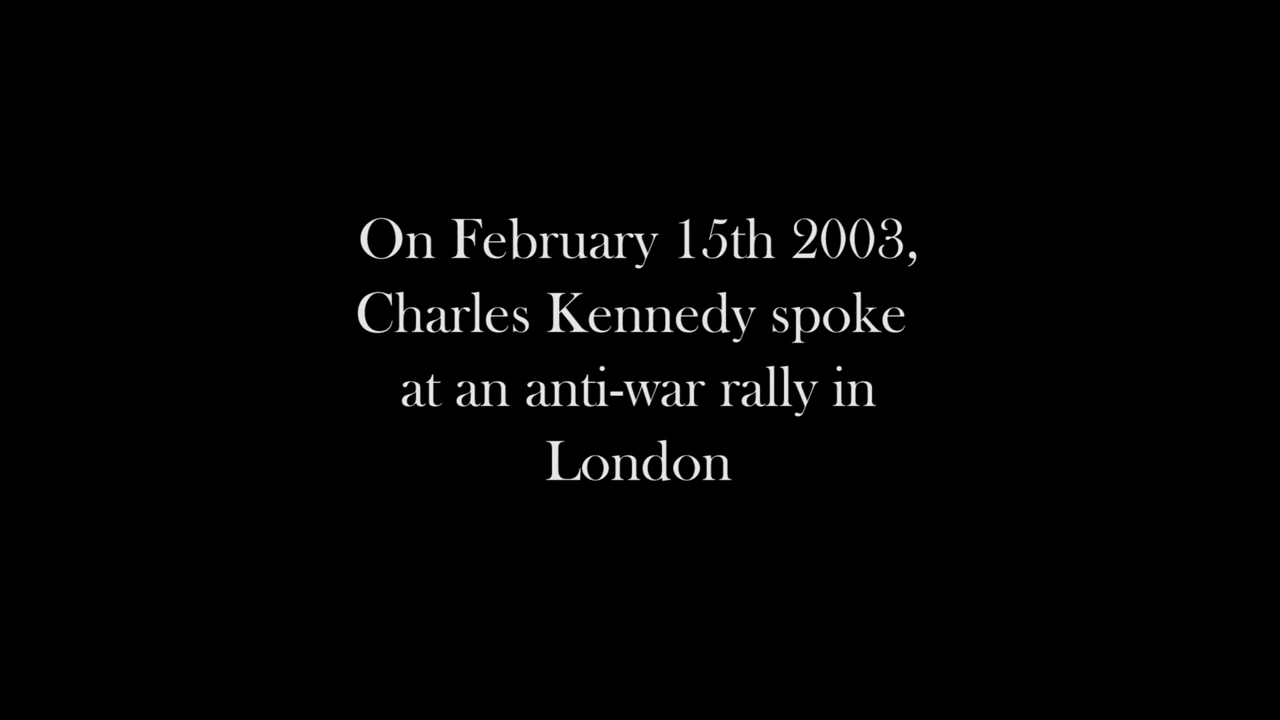 On February 15th 2003,
Charles Kennedy spoke
at an anti-war rally in
London